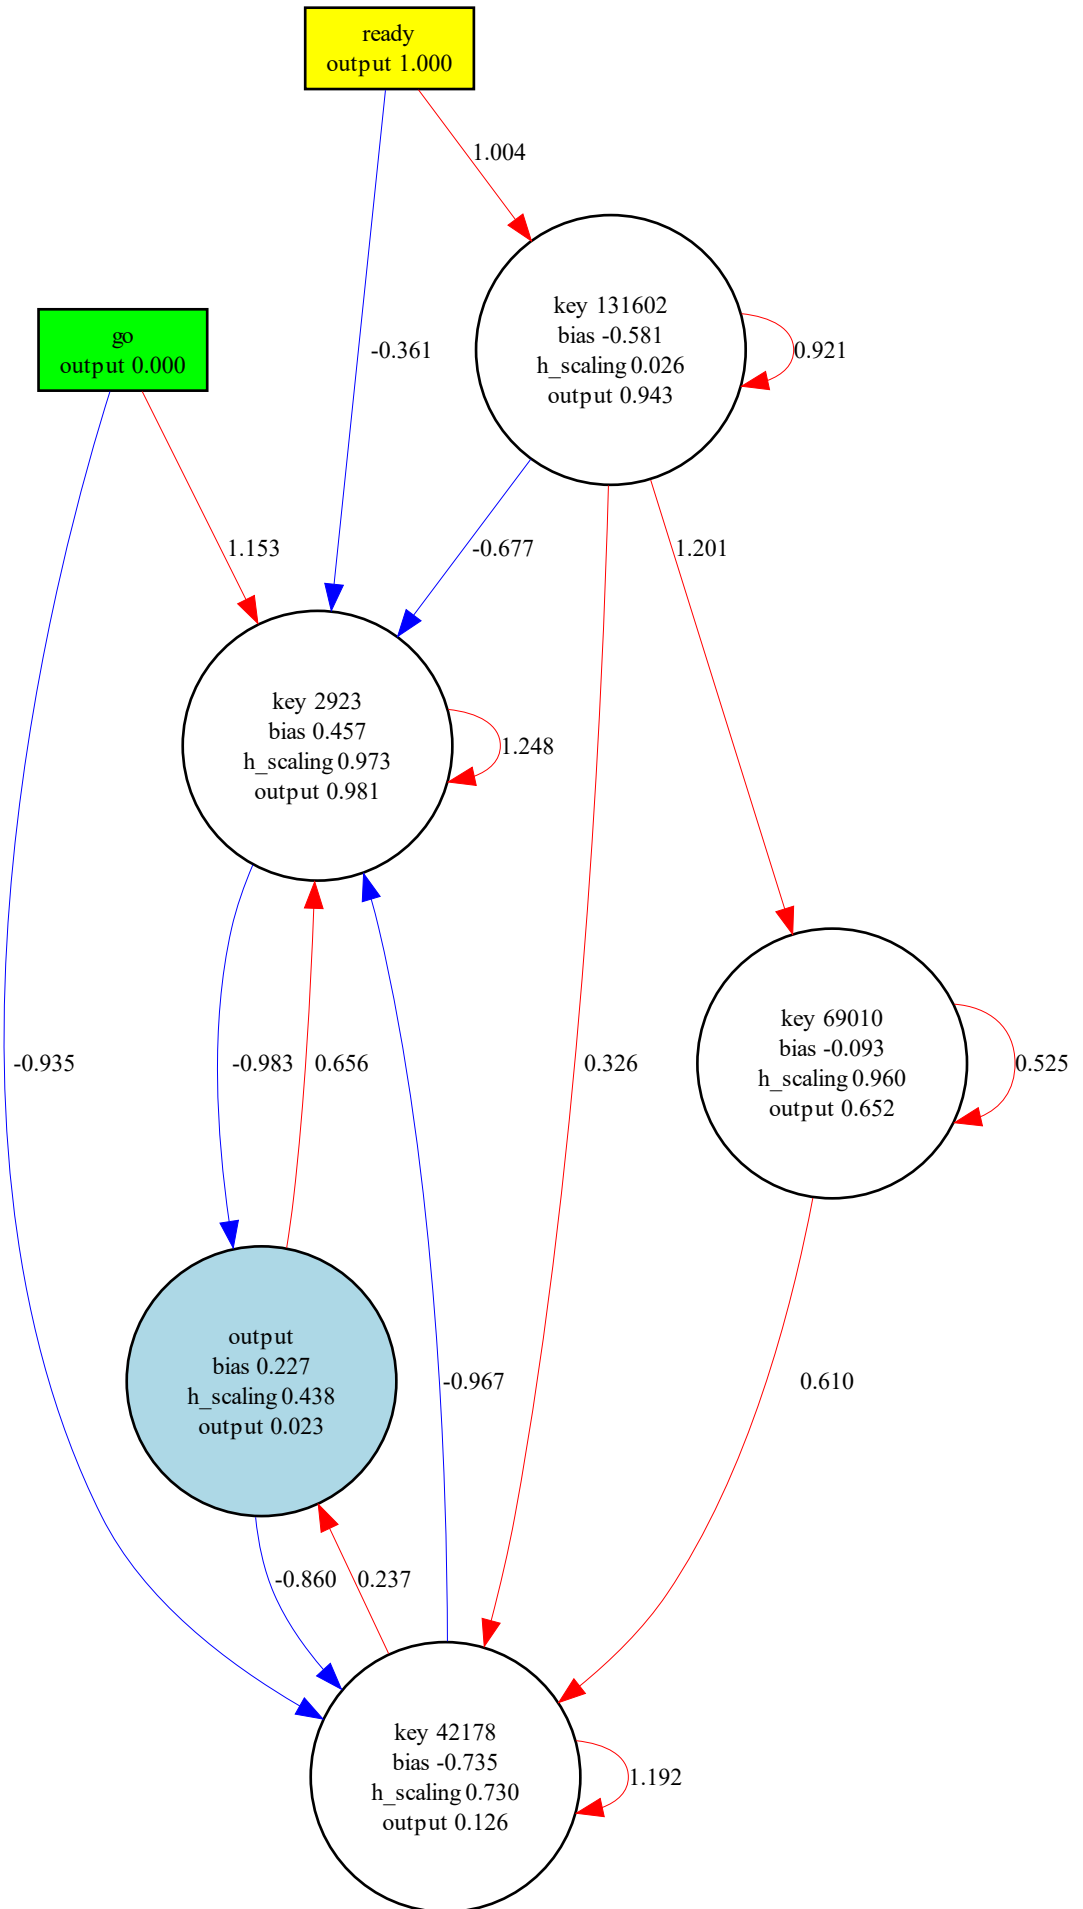 ready
output 1.000
1.004
key 131602
bias -0.581
h_scaling 0.026
output 0.943
0.921
go
output 0.000
-0.361
1.153
-0.677
1.201
key 2923
bias 0.457
h_scaling 0.973
output 0.981
1.248
key 69010
bias -0.093
h_scaling 0.960
output 0.652
0.525
-0.935
-0.983
0.656
0.326
output
bias 0.227
h_scaling 0.438
output 0.023
-0.967
0.610
-0.860
0.237
key 42178
bias -0.735
h_scaling 0.730
output 0.126
1.192